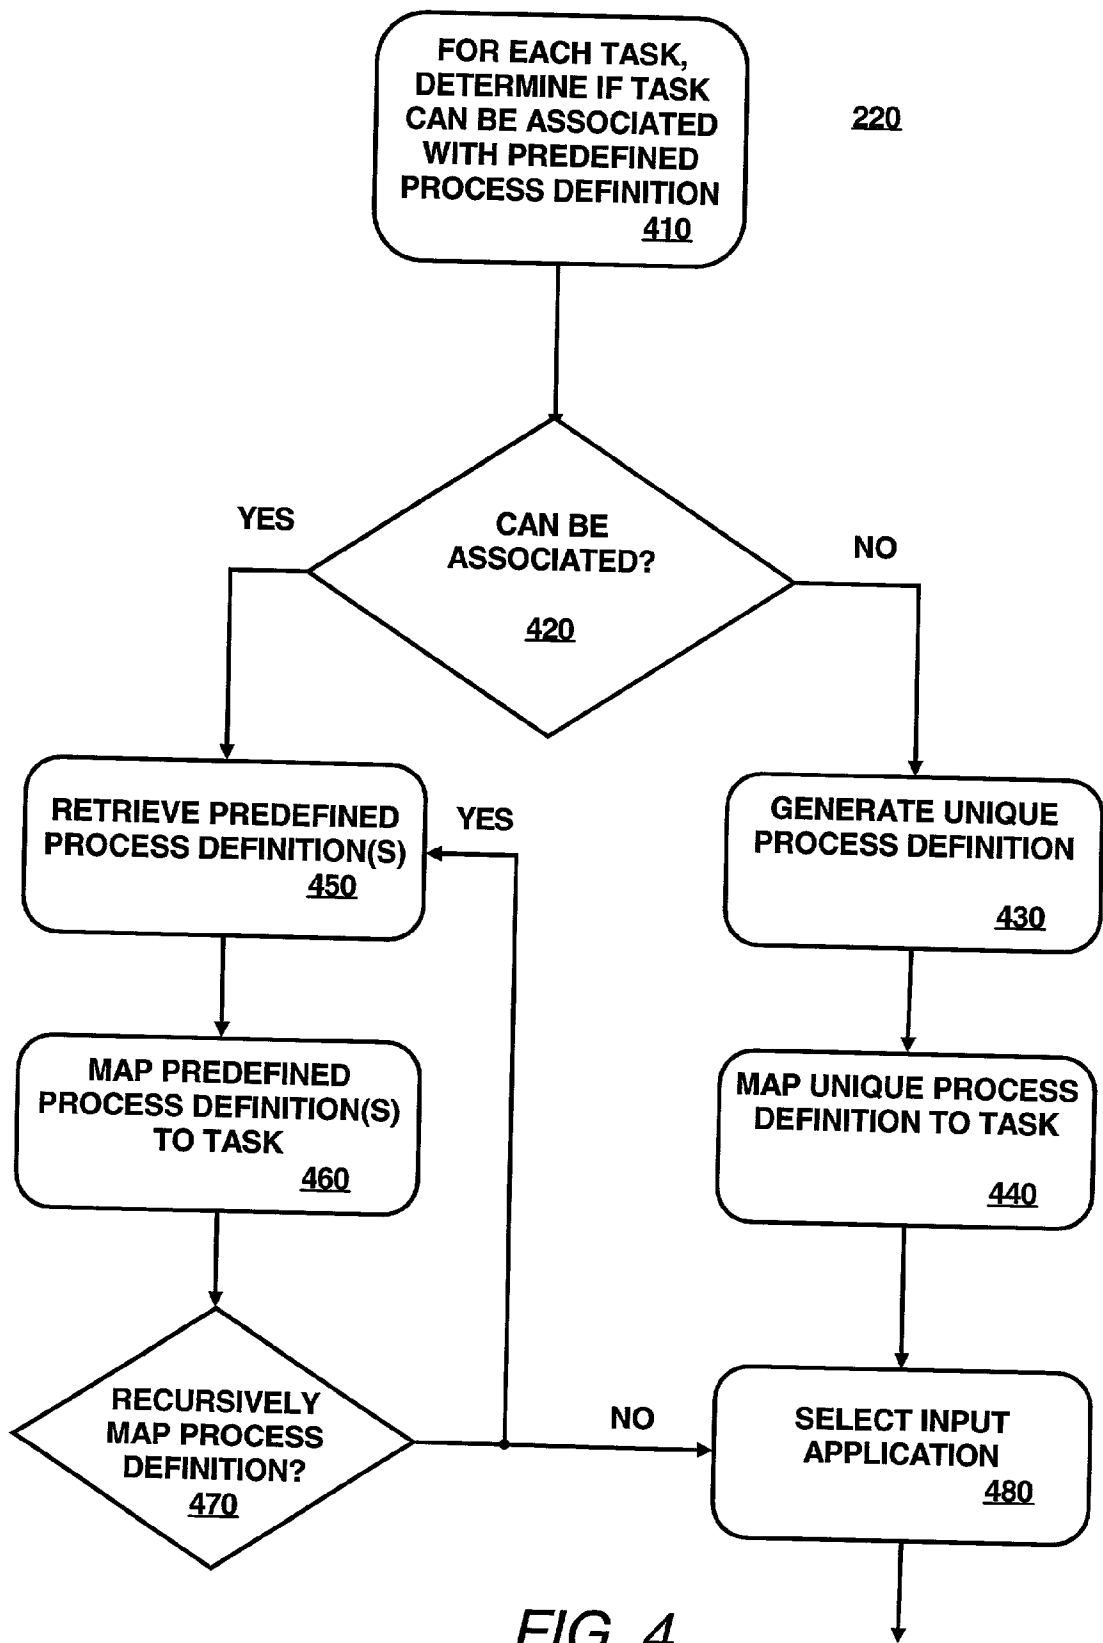 FOR EACH TASK,
DETERMINE IF TASK
CAN BE ASSOCIATED
WITH PREDEFINED
PROCESS DEFINITION
410
220
YES
CAN BE
ASSOCIATED?
420
NO
RETRIEVE PREDEFINED
PROCESS DEFINITION(S)
450
YES
GENERATE UNIQUE
PROCESS DEFINITION
430
MAP PREDEFINED
PROCESS DEFINITION(S)
TO TASK
460
MAP UNIQUE PROCESS
DEFINITION TO TASK
440
RECURSIVELY
MAP PROCESS
DEFINITION?
470
NO
SELECT INPUT
APPLICATION
480
FIG. 4